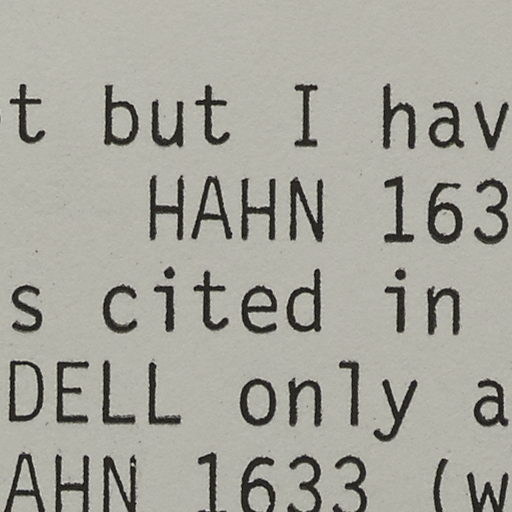 t but I hav
HAHN 163
s cited in
DELL only a
AHN 1633 (w